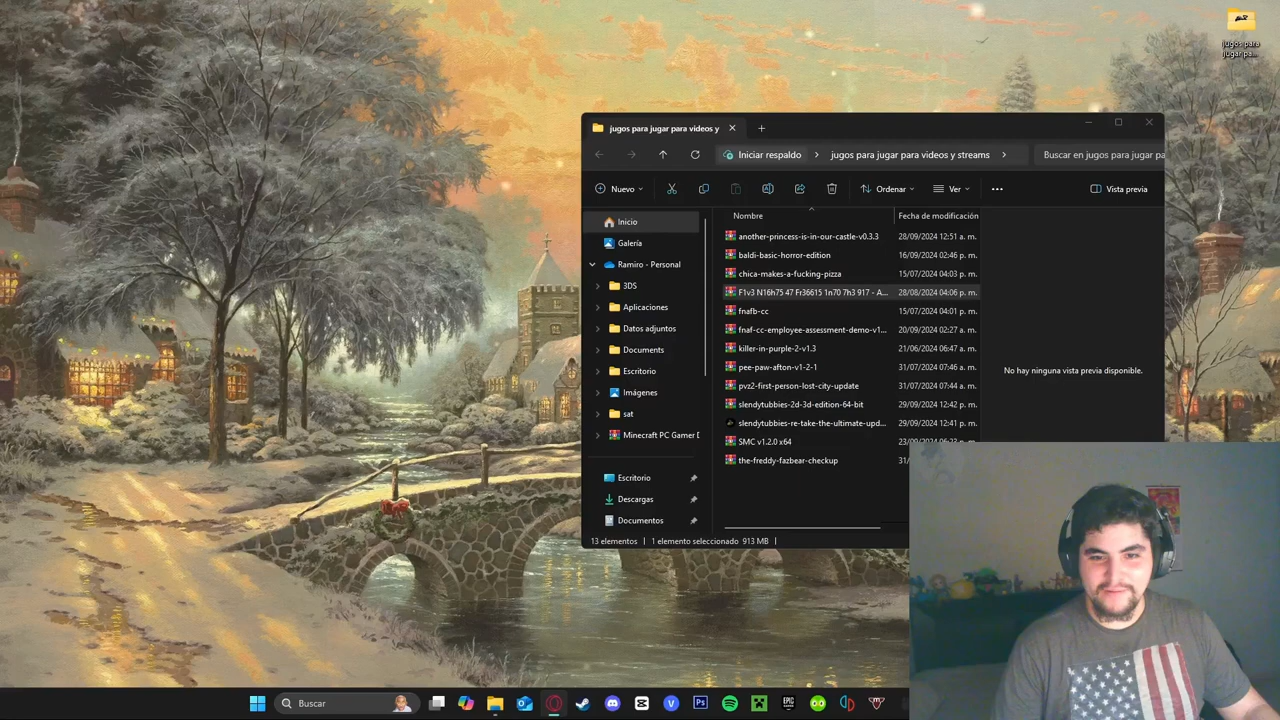 jugos para
jugar pa...
jugos para jugar para videos y
Iniciar respaldo
jugos para jugar para videos y streams
Buscar en jugos para jugar pa
Nuevo
Ordenar
Ver
Vista previa
Inicio
Galería
Ramiro - Personal
3DS
Aplicaciones
Datos adjuntos
Documents
Escritorio
Imágenes
sat
Minecraft PC Gamer D
Escritorio
Descargas
Documentos
Nombre Fecha de modificación
another-princess-is-in-our-castle-v0.3.3 28/09/2024 12:51 a. m.
baldi-basic-horror-edition 16/09/2024 02:46 p. m.
chica-makes-a-fucking-pizza 15/07/2024 04:03 p. m.
F1v3 N16h75 47 Fr36615 1n70 7h3 917 - A... 28/08/2024 04:06 p. m.
fnafb-cc 15/07/2024 04:01 p. m.
fnaf-cc-employee-assessment-demo-v1... 20/09/2024 02:27 a. m.
killer-in-purple-2-v1.3 21/06/2024 06:47 a. m.
pee-paw-afton-v1-2-1 31/07/2024 07:46 a. m.
pvz2-first-person-lost-city-update 31/07/2024 07:44 a. m.
slendytubbies-2d-3d-edition-64-bit 29/09/2024 12:42 p. m.
slendytubbies-re-take-the-ultimate-upd... 29/09/2024 12:41 p. m.
SMC v1.2.0 x64
the-freddy-fazbear-checkup 31/
No hay ninguna vista previa disponible.
13 elementos
1 elemento seleccionado 913 MB
Buscar
EPIC